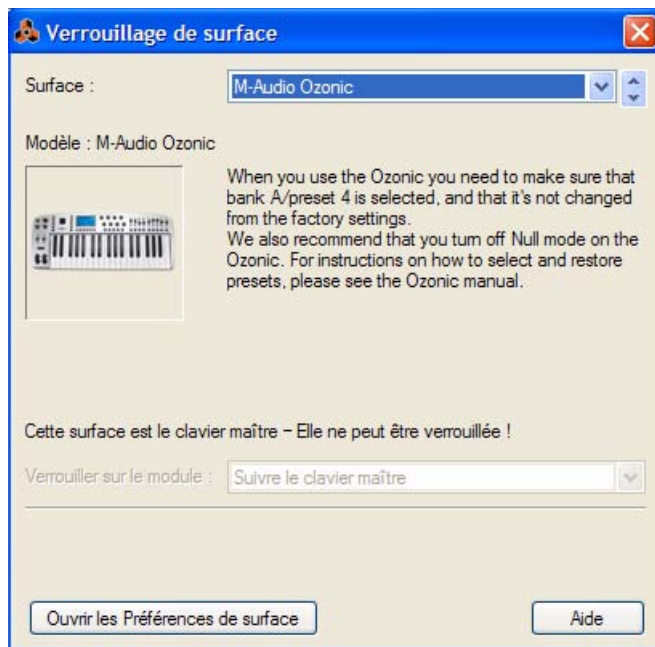 Verrouillage de surface
Surface :
M-Audio Ozonic
Modèle : M-Audio Ozonic
When you use the Ozonic you need to make sure that
bank A/preset 4 is selected, and that it's not changed
from the factory settings.
We also recommend that you turn off Null mode on the
Ozonic. For instructions on how to select and restore
presets, please see the Ozonic manual.
Cette surface est le clavier maître – Elle ne peut être verrouillée !
Verrouiller sur le module :
Suivre le clavier maître
Ouvrir les Préférences de surface
Aide